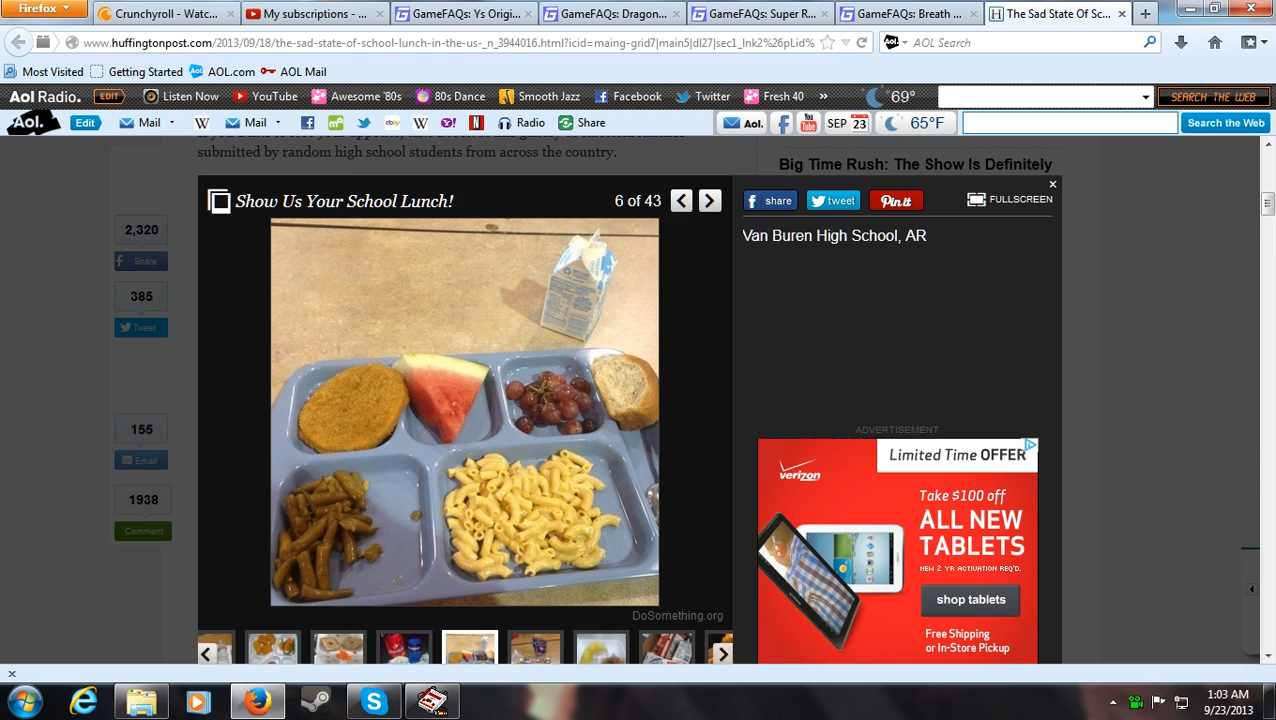 Firefox
Crunchyroll - Watc...
My subscriptions - ...
GameFAQs: Ys Origi...
GameFAQs: Dragon...
GameFAQs: Super R...
GameFAQs: Breath ...
The Sad State Of Sc...
www.huffingtonpost.com/2013/09/18/the-sad-state-of-school-lunch-in-the-us-_n_3944016.html?icid=maing-grid7|main5|dl27|sec1_lnk2%26pLid%
AOL Search
Most Visited
Getting Started
AOL.com
AOL Mail
Aol Radio.
EDIT
Listen Now
YouTube
Awesome '80s
80s Dance
Smooth Jazz
Facebook
Twitter
Fresh 40
69°
SEARCH THE WEB
Aol.
Edit
Mail
Mail
Radio
Share
Aol.
SEP 23
65°F
Search the Web
submitted by random high school students from across the country.
Big Time Rush: The Show Is Definitely
2,320
Share
385
Tweet
155
Email
1938
Comment
Show Us Your School Lunch!
6 of 43
share
tweet
Pin it
FULLSCREEN
Van Buren High School, AR
DoSomething.org
ADVERTISEMENT
verizon
Limited Time OFFER
Take $100 off
ALL NEW
TABLETS
NEW 2 YR ACTIVATION REQ'D.
shop tablets
Free Shipping
or In-Store Pickup
1:03 AM
9/23/2013